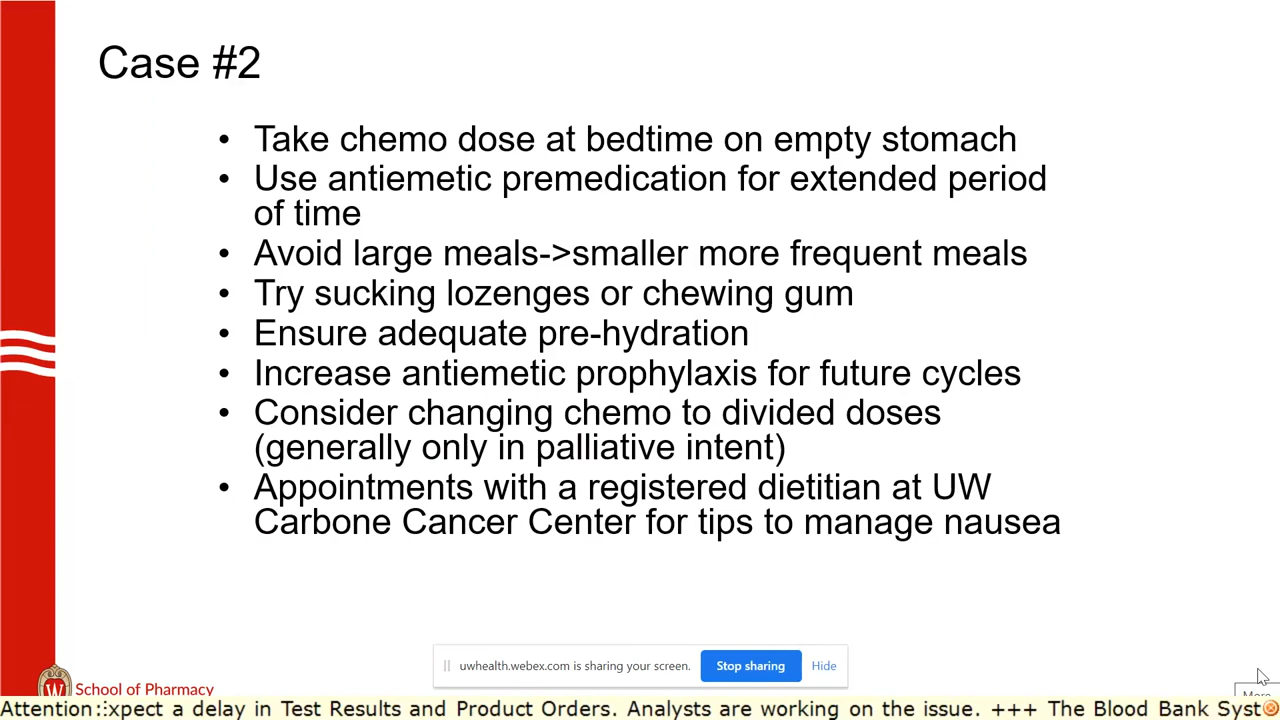 Case #2
• Take chemo dose at bedtime on empty stomach
• Use antiemetic premedication for extended period
of time
• Avoid large meals->smaller more frequent meals
• Try sucking lozenges or chewing gum
• Ensure adequate pre-hydration
• Increase antiemetic prophylaxis for future cycles
• Consider changing chemo to divided doses
(generally only in palliative intent)
• Appointments with a registered dietitian at UW
Carbone Cancer Center for tips to manage nausea
uwhealth.webex.com is sharing your screen. Stop sharing Hide
W School of Pharmacy
More
Attention: xpect a delay in Test Results and Product Orders. Analysts are working on the issue. +++ The Blood Bank Syst